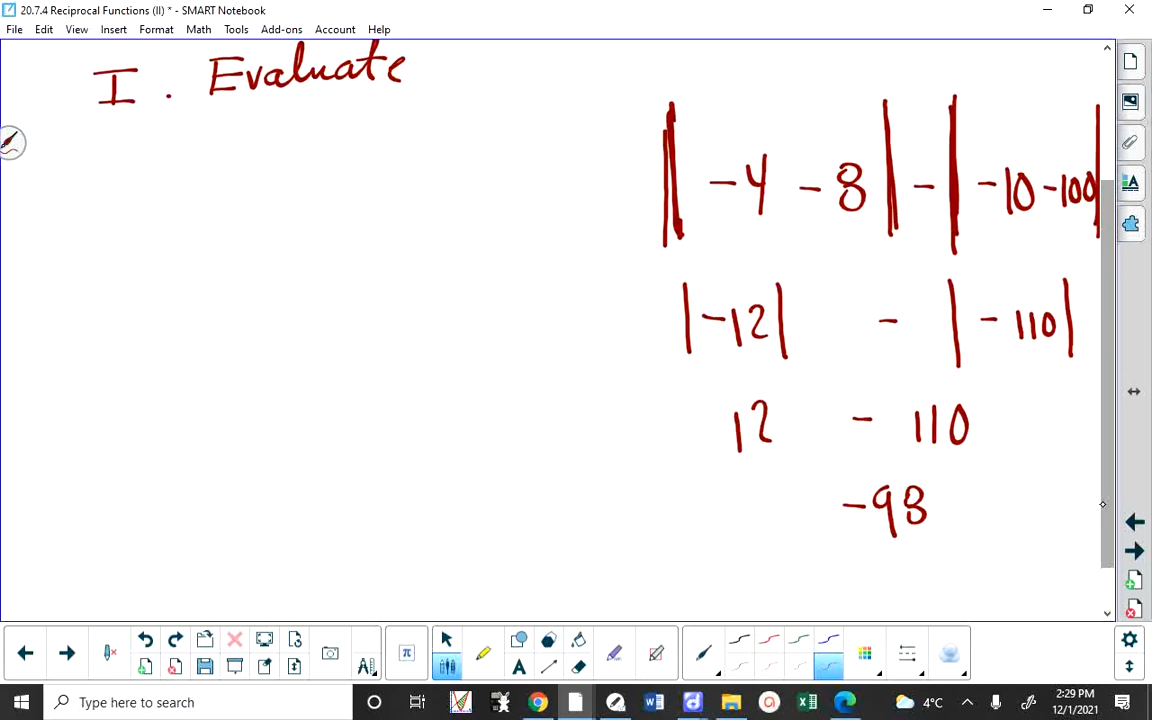 20.7.4 Reciprocal Functions (II) * - SMART Notebook
File Edit View Insert Format Math Tools Add-ons Account Help
I. Evaluate
| -4 - 8 | - | -10 -100 |
|-12| - | - 110 |
12 - 110
-98
Type here to search
4°C
2:29 PM
12/1/2021